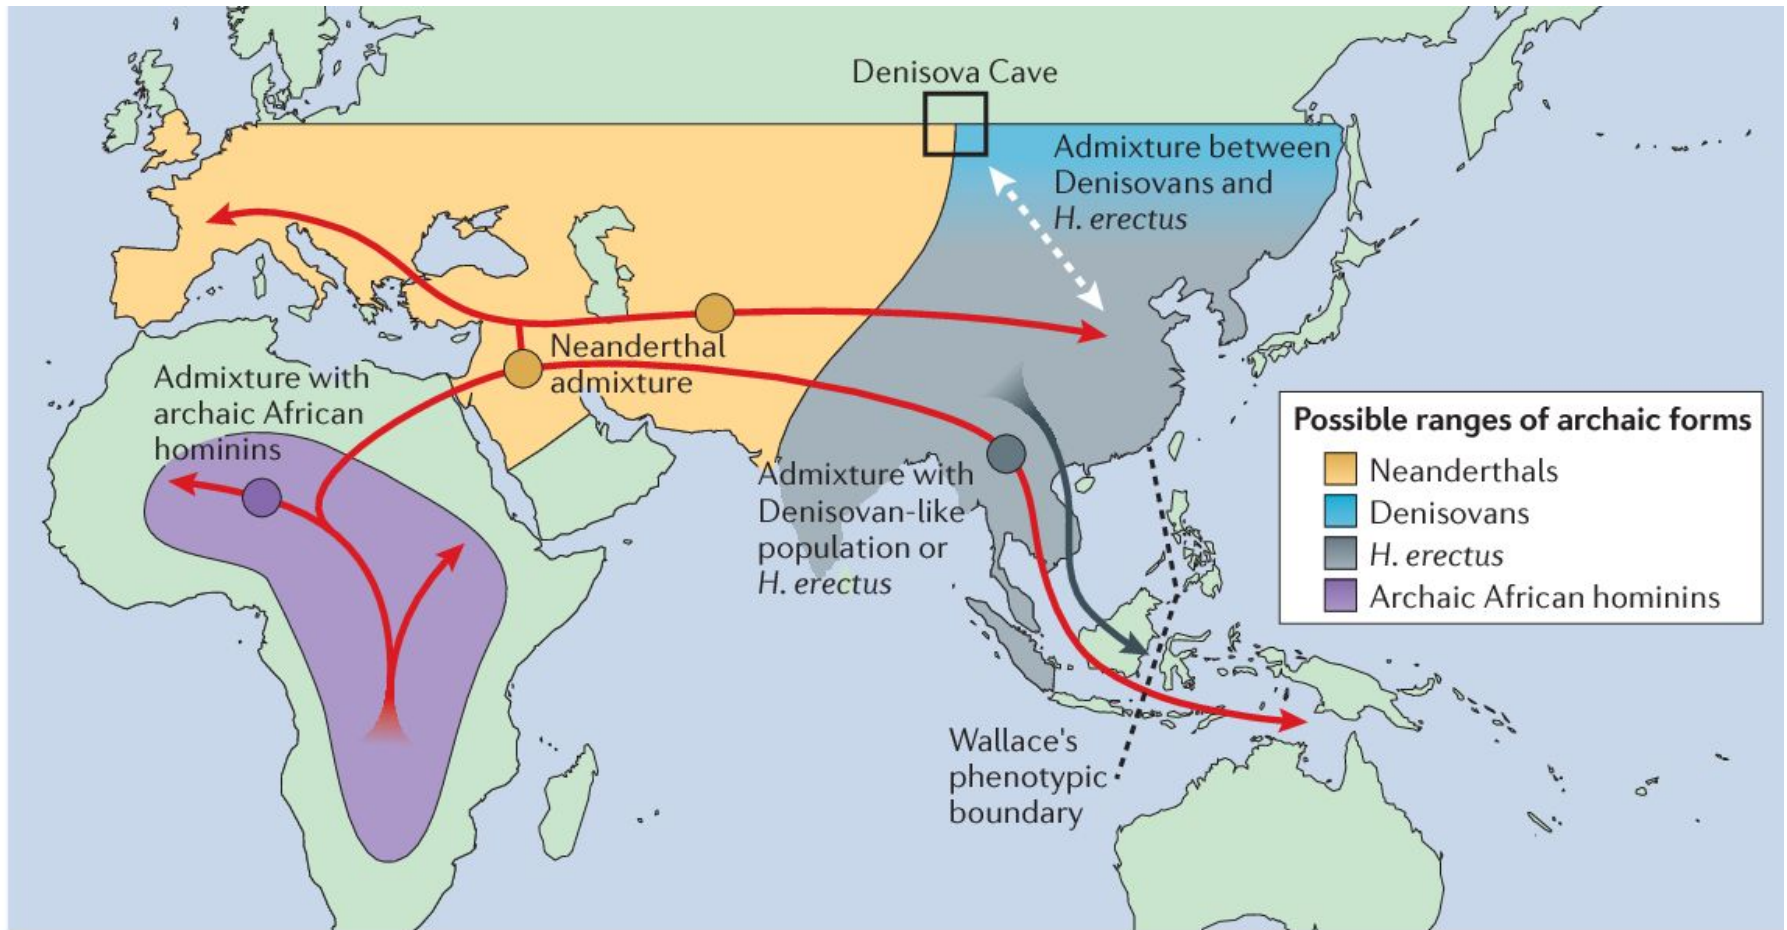 Denisova Cave
Admixture between
Denisovans and
H. erectus
Neanderthal
admixture
Admixture with
archaic African
hominins
Admixture with
Denisovan-like
population or
H. erectus
Possible ranges of archaic forms
Neanderthals
Denisovans
H. erectus
Archaic African hominins
Wallace's
phenotypic
boundary